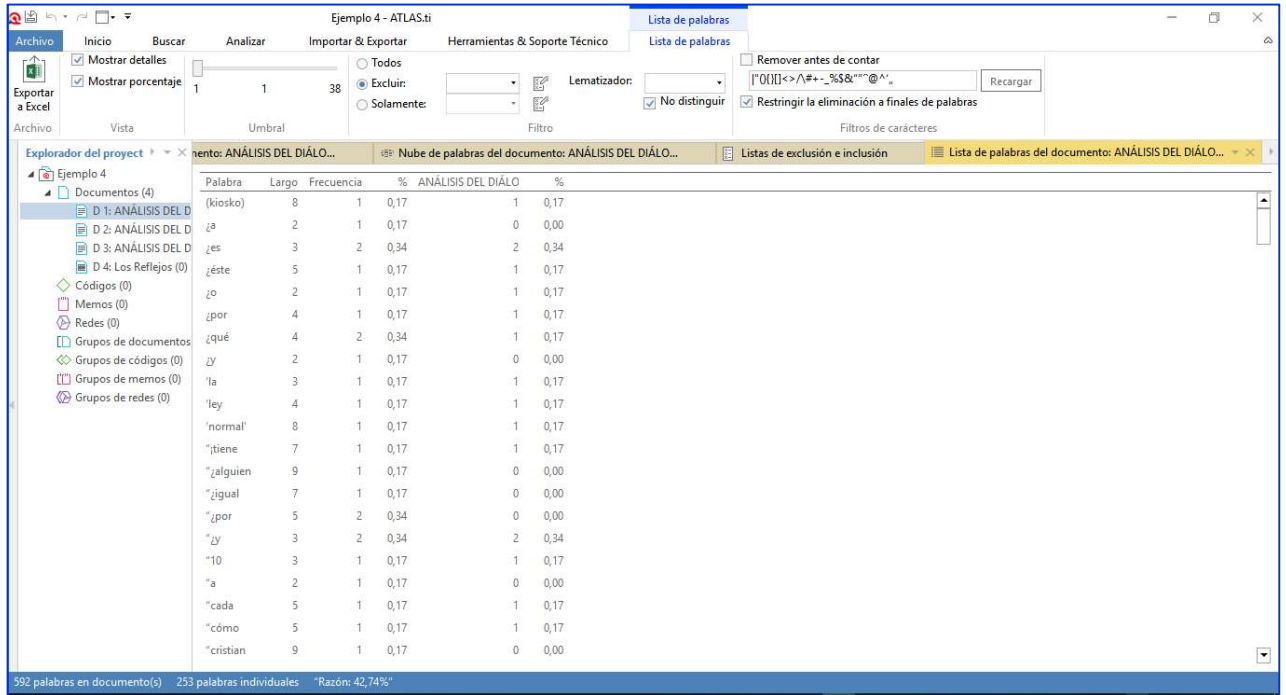 Ejemplo 4 - ATLAS.ti Lista de palabras
Archivo Inicio Buscar Analizar Importar & Exportar Herramientas & Soporte Técnico Lista de palabras
Exportar a Excel
Archivo
Mostrar detalles
Mostrar porcentaje
Vista
1 1 38
Umbral
Todos
Excluir:
Solamente:
Lematizador:
No distinguir
Filtro
Remover antes de contar
Recargar
Restringir la eliminación a finales de palabras
Filtros de carácteres
Explorador del proyect
nento: ANÁLISIS DEL DIÁLO... Nube de palabras del documento: ANÁLISIS DEL DIÁLO... Listas de exclusión e inclusión Lista de palabras del documento: ANÁLISIS DEL DIÁLO...
Ejemplo 4
Documentos (4)
D 1: ANÁLISIS DEL D
D 2: ANÁLISIS DEL D
D 3: ANÁLISIS DEL D
D 4: Los Reflejos (0)
Códigos (0)
Memos (0)
Redes (0)
Grupos de documentos
Grupos de códigos (0)
Grupos de memos (0)
Grupos de redes (0)
Palabra Largo Frecuencia % ANÁLISIS DEL DIÁLO %
(kiosko) 8 1 0,17 1 0,17
¿a 2 1 0,17 0 0,00
¿es 3 2 0,34 2 0,34
¿éste 5 1 0,17 1 0,17
¿o 2 1 0,17 1 0,17
¿por 4 1 0,17 1 0,17
¿qué 4 2 0,34 1 0,17
¿y 2 1 0,17 0 0,00
'la 3 1 0,17 1 0,17
'ley 4 1 0,17 1 0,17
'normal' 8 1 0,17 1 0,17
"¡tiene 7 1 0,17 1 0,17
"¿alguien 9 1 0,17 0 0,00
"¿igual 7 1 0,17 0 0,00
"¿por 5 2 0,34 0 0,00
"¿y 3 2 0,34 2 0,34
"10 3 1 0,17 1 0,17
"a 2 1 0,17 0 0,00
"cada 5 1 0,17 1 0,17
"cómo 5 1 0,17 1 0,17
"cristian 9 1 0,17 0 0,00
592 palabras en documento(s) 253 palabras individuales "Razón: 42,74%"